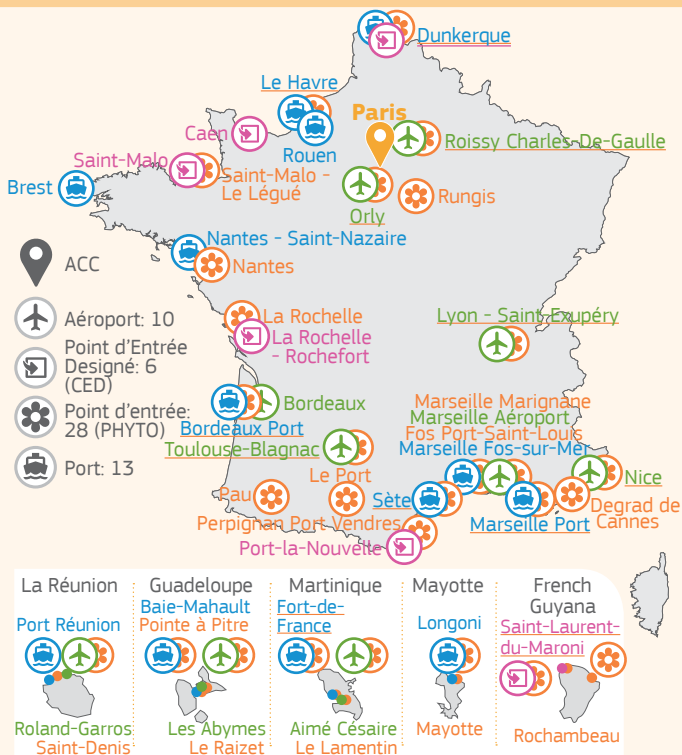 Dunkerque
Le Havre
Paris
Caen
Roissy Charles-De-Gaulle
Rouen
Saint-Malo
Saint-Malo -
Le Légué
Brest
Rungis
Orly
Nantes - Saint-Nazaire
Nantes
ACC
Aéroport: 10
Point d'Entrée
Designé: 6
(CED)
Point d'entrée:
28 (PHYTO)
Port: 13
La Rochelle
La Rochelle
- Rochefort
Lyon - Saint-Exupéry
Bordeaux
Bordeaux Port
Toulouse-Blagnac
Marseille Marignane
Marseille Aéroport
Fos Port-Saint-Louis
Marseille Fos-sur-Mer
Le Port
Nice
Pau
Sète
Degrad de
Cannes
Perpignan Port Vendres
Marseille Port
Port-la-Nouvelle
La Réunion
Port Réunion
Roland-Garros
Saint-Denis
Guadeloupe
Baie-Mahault
Pointe à Pitre
Les Abymes
Le Raizet
Martinique
Fort-de-
France
Aimé Césaire
Le Lamentin
Mayotte
Longoni
Mayotte
French
Guyana
Saint-Laurent-
du-Maroni
Rochambeau